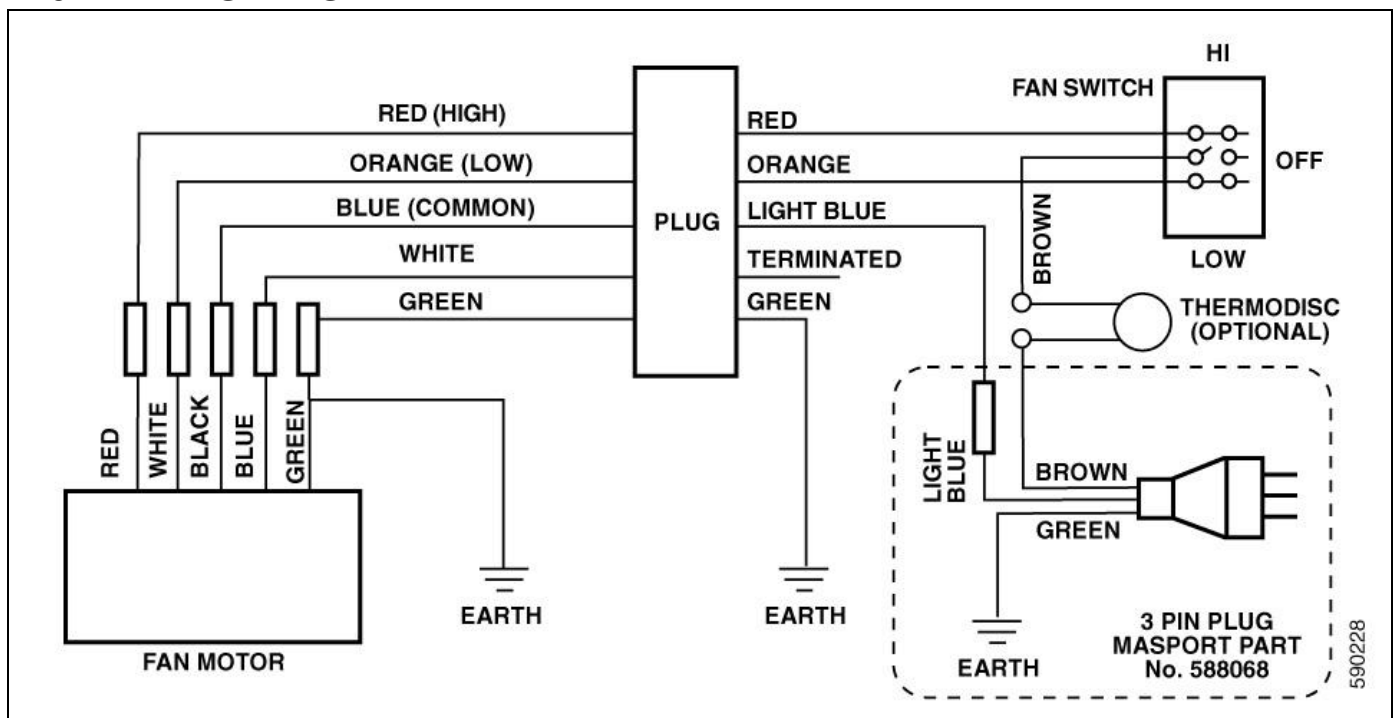 HI
FAN SWITCH
RED (HIGH)
RED
ORANGE (LOW)
ORANGE
OFF
BLUE (COMMON)
LIGHT BLUE
PLUG
WHITE
TERMINATED
BROWN
LOW
GREEN
GREEN
THERMODISC
(OPTIONAL)
RED
WHITE
BLACK
BLUE
GREEN
LIGHT
BLUE
BROWN
GREEN
EARTH
EARTH
EARTH
FAN MOTOR
3 PIN PLUG
MASPORT PART
No. 588068
590228